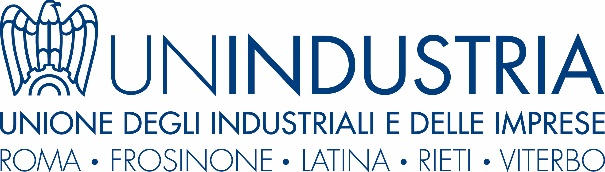 UNINDUSTRIA
UNIONE DEGLI INDUSTRIALI E DELLE IMPRESE
ROMA • FROSINONE • LATINA • RIETI • VITERBO